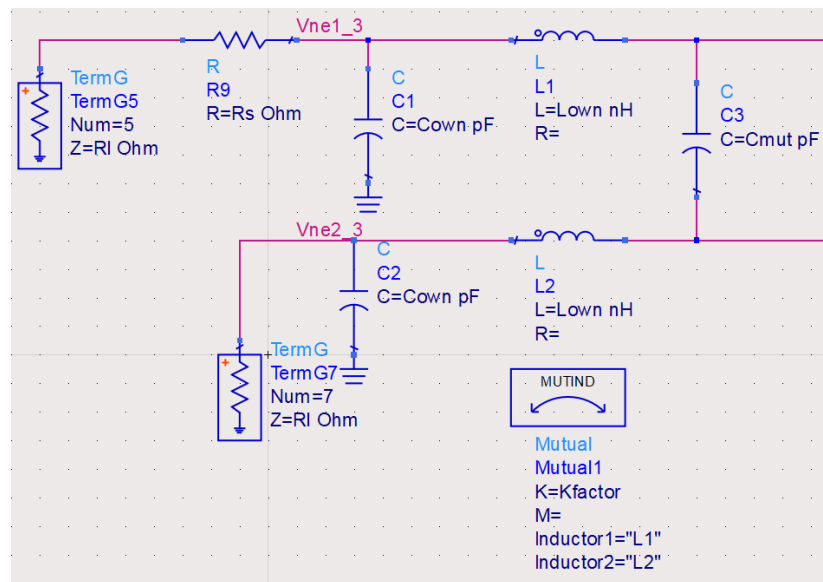 Vne1_3
R
R9
R=Rs Ohm
TermG
TermG5
Num=5
Z=Rl Ohm
C
C1
C=Cown pF
L
L1
L=Lown nH
R=
C
C3
C=Cmut pF
Vne2_3
C
C2
C=Cown pF
L
L2
L=Lown nH
R=
TermG
TermG7
Num=7
Z=Rl Ohm
MUTIND
Mutual
Mutual1
K=Kfactor
M=
Inductor1="L1"
Inductor2="L2"